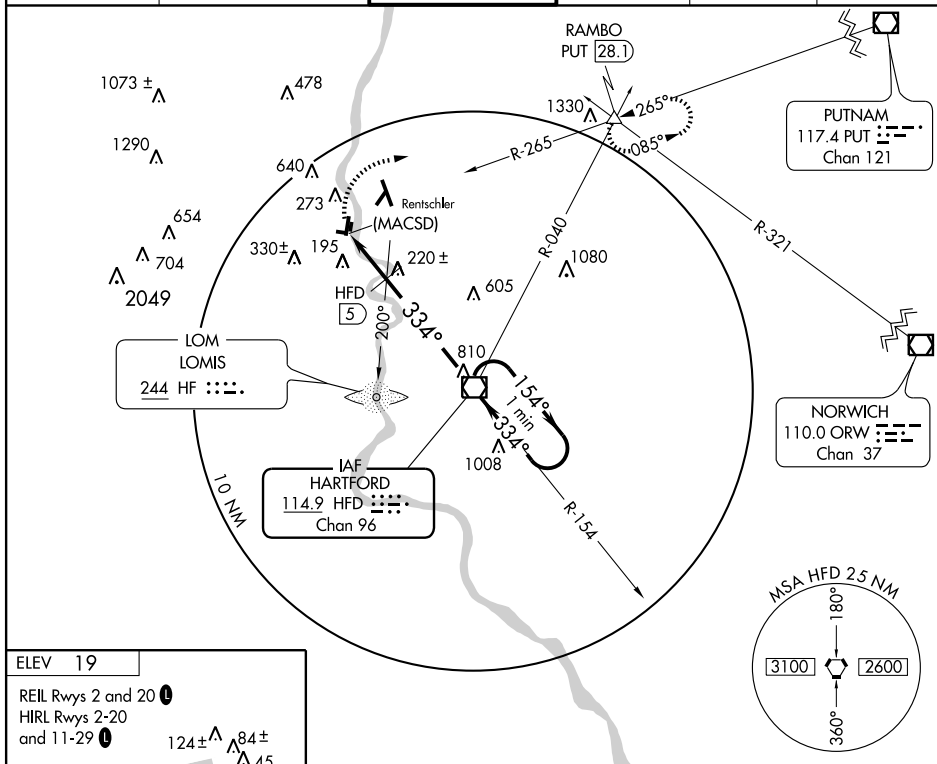 RAMBO
PUT 28.1
1073 ±
478
1330
265°
085°
R-265
PUTNAM
117.4 PUT
Chan 121
1290
640
273
Rentschler
(MACSD)
R-040
R-321
654
704
2049
330±
195
220 ±
1080
HFD
5
605
200°
334°
LOM
LOMIS
244 HF
810
154°
1 min
334°
NORWICH
110.0 ORW
Chan 37
1008
IAF
HARTFORD
114.9 HFD
Chan 96
10 NM
R-154
MSA HFD 25 NM
180°
3100
2600
360°
ELEV 19
REIL Rwys 2 and 20 L
HIRL Rwys 2-20
and 11-29 L
124±
84±
45